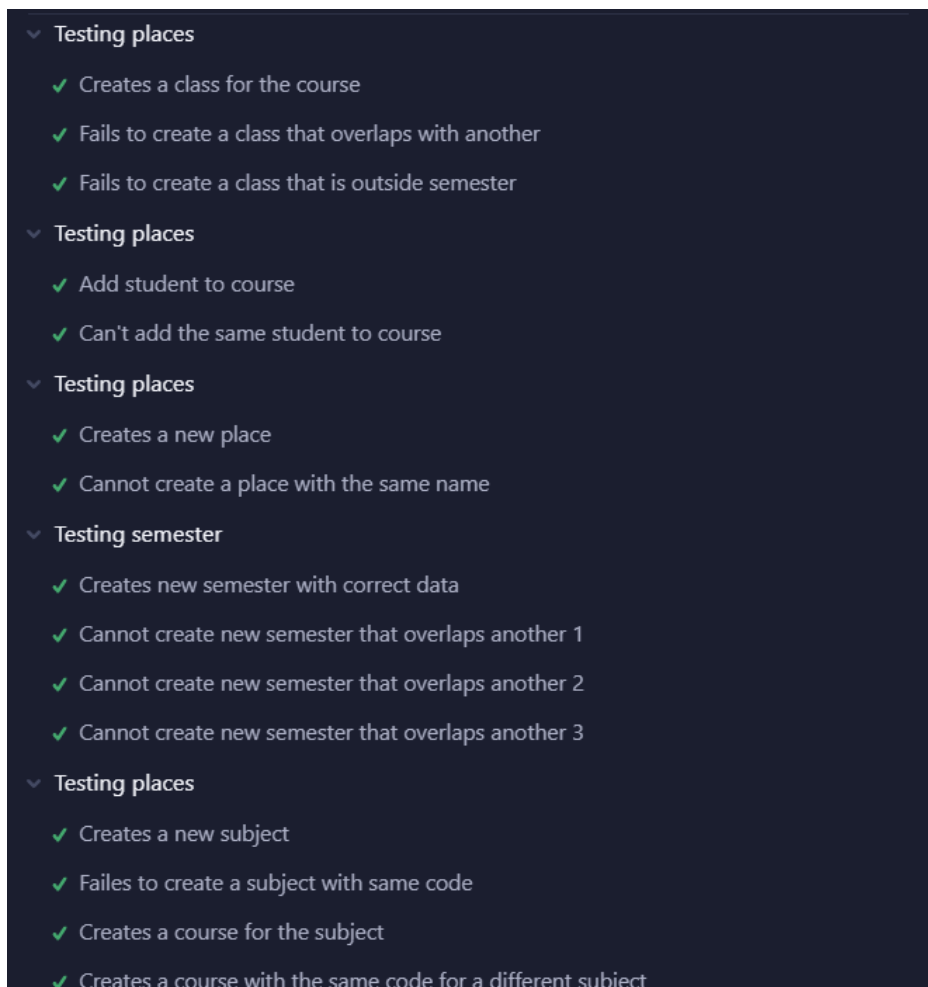 Testing places
Creates a class for the course
Fails to create a class that overlaps with another
Fails to create a class that is outside semester
Testing places
Add student to course
Can't add the same student to course
Testing places
Creates a new place
Cannot create a place with the same name
Testing semester
Creates new semester with correct data
Cannot create new semester that overlaps another 1
Cannot create new semester that overlaps another 2
Cannot create new semester that overlaps another 3
Testing places
Creates a new subject
Failes to create a subject with same code
Creates a course for the subject
Creates a course with the same code for a different subject